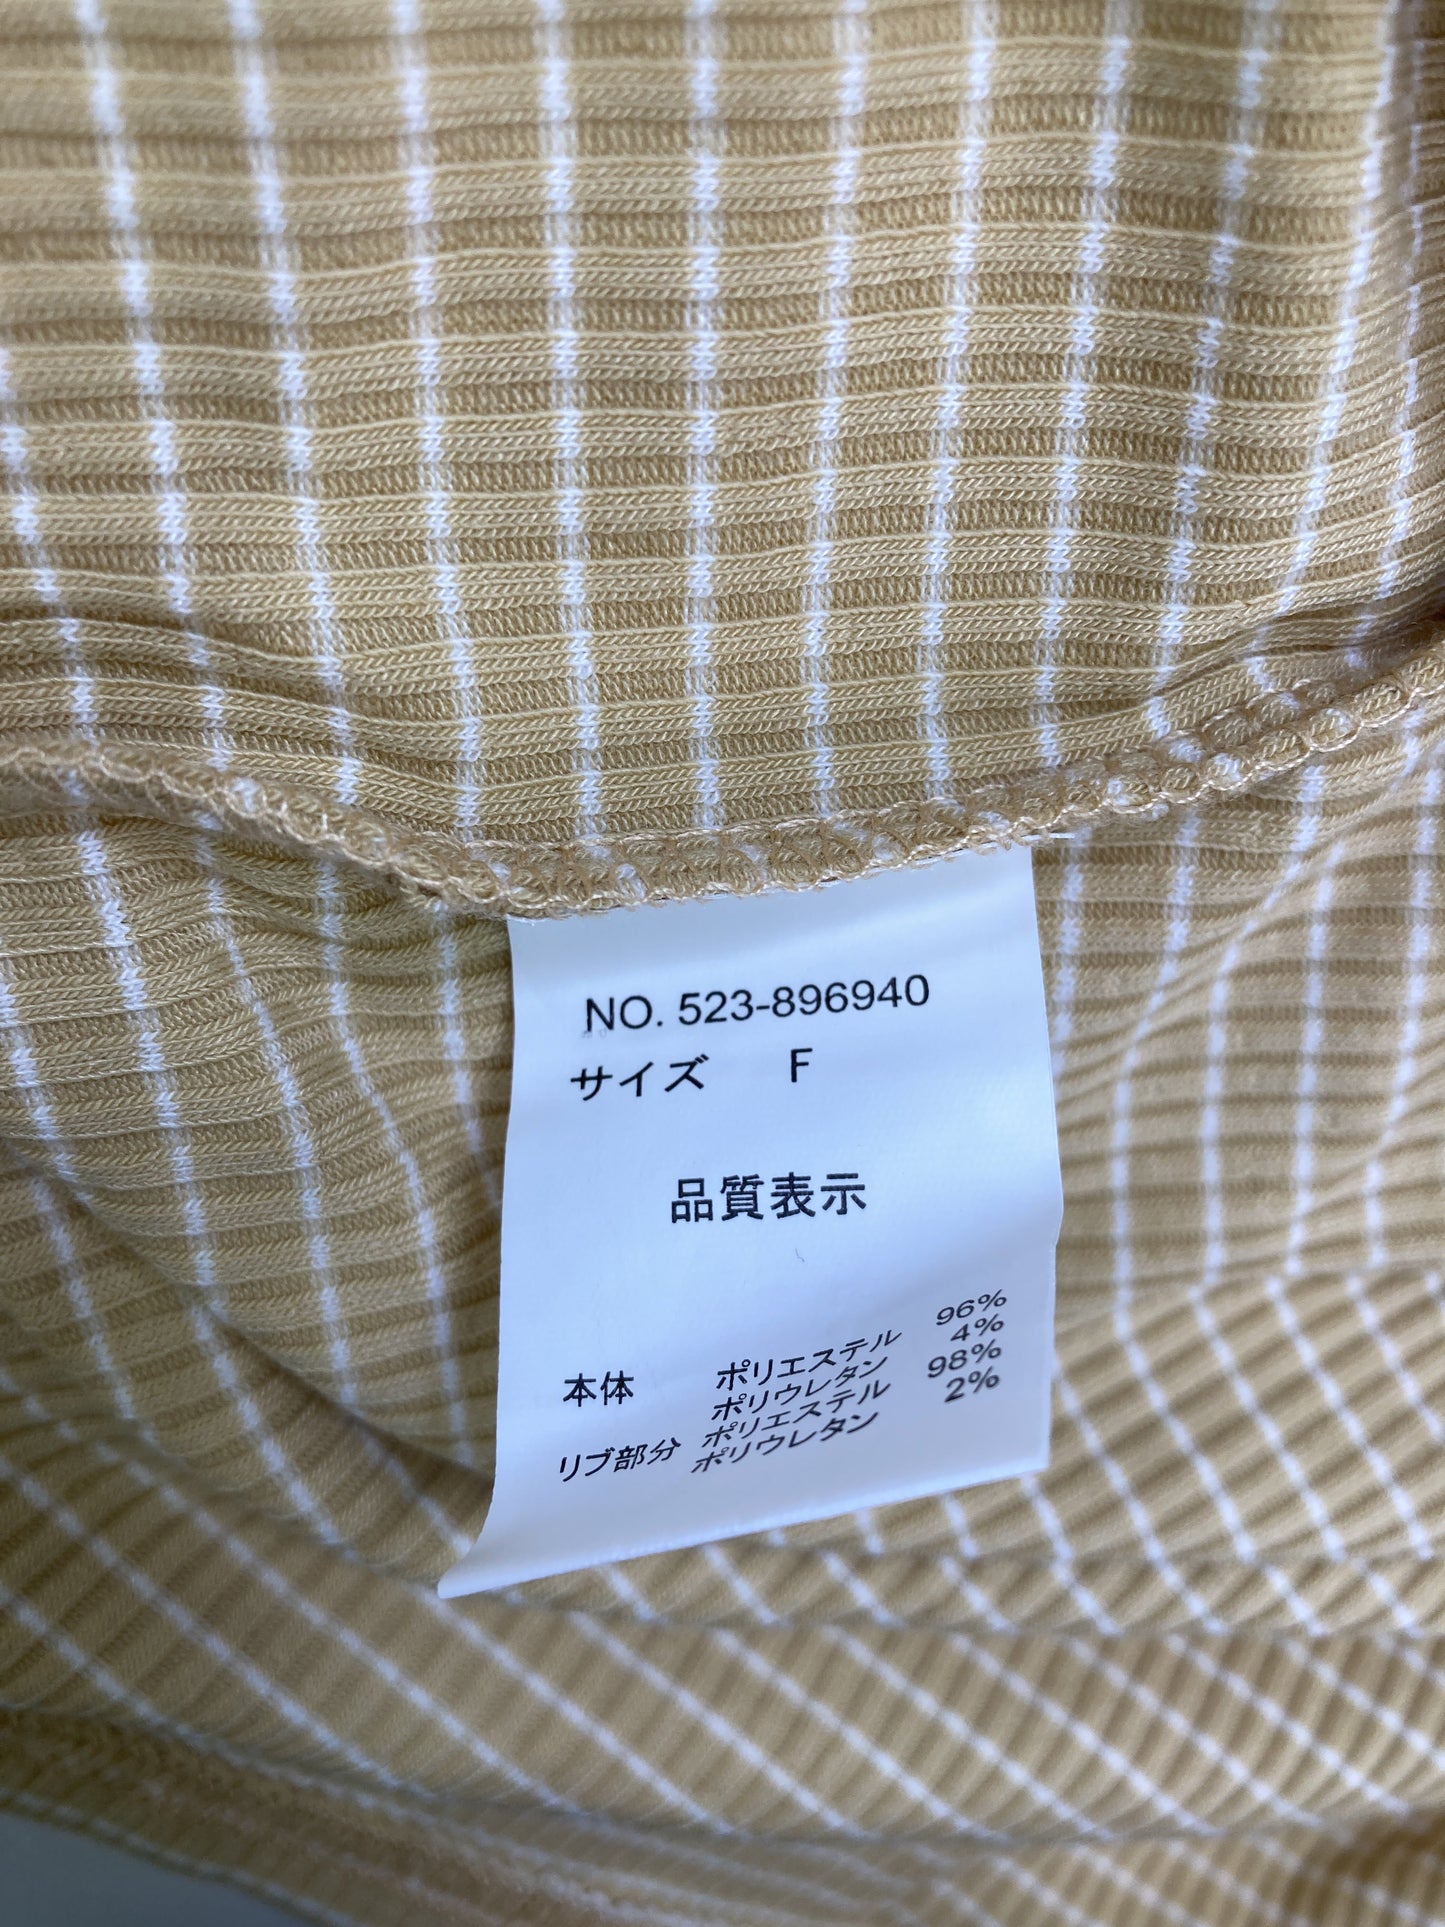 NO. 523-896940
サイズ F
品質表示
本体 ポリエステル 96%
ポリウレタン 4%
リブ部分 ポリエステル 98%
ポリウレタン 2%